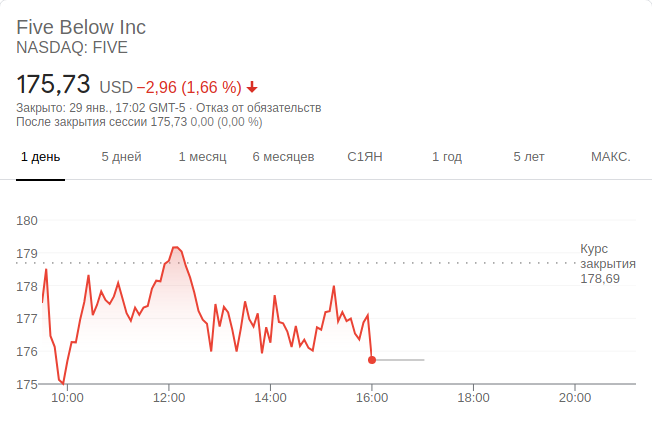 Five Below Inc
NASDAQ: FIVE
175,73 USD −2,96 (1,66 %)
Закрыто: 29 янв., 17:02 GMT-5 · Отказ от обязательств
После закрытия сессии 175,73 0,00 (0,00 %)
1 день 5 дней 1 месяц 6 месяцев С1ЯН 1 год 5 лет МАКС.
180
179
178
177
176
175
Курс
закрытия
178,69
10:00 12:00 14:00 16:00 18:00 20:00